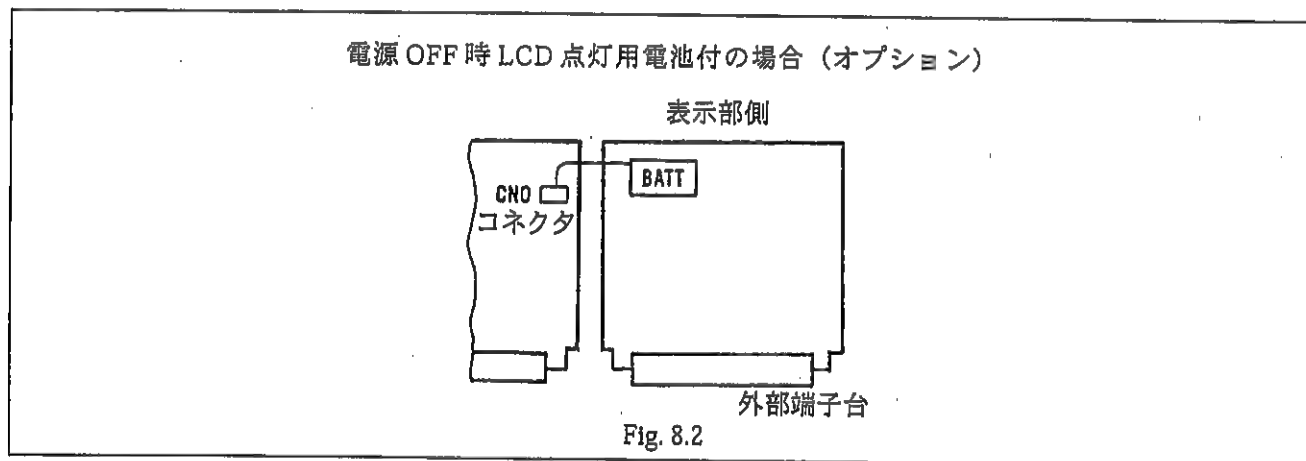 電源OFF時LCD点灯用電池付の場合（オプション）
表示部側
BATT
CNO
コネクタ
外部端子台
Fig. 8.2